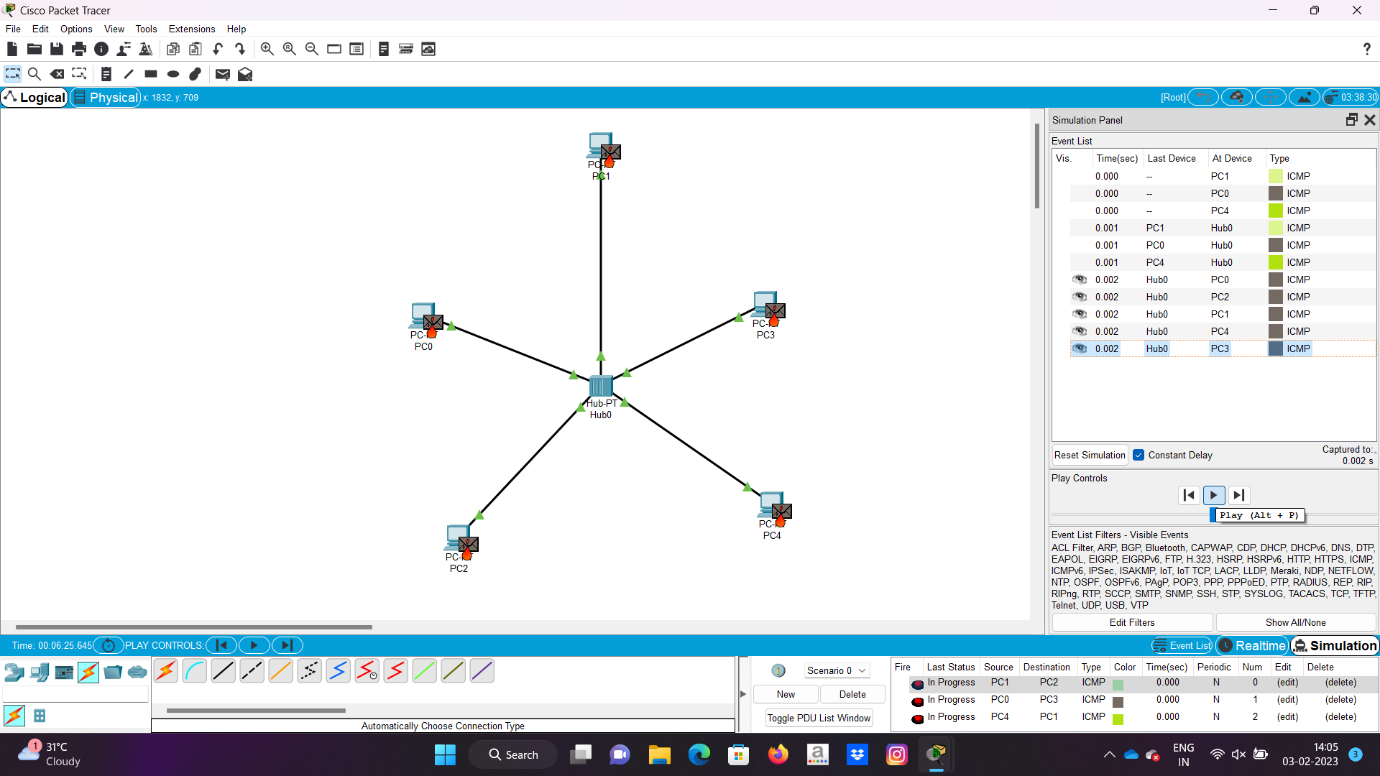 Cisco Packet Tracer
File Edit Options View Tools Extensions Help
?
Logical Physical x: 1832, y: 709 [Root] 03:38:30
PC1
PC3
PC0
Hub-PT
Hub0
PC4
PC2
Simulation Panel
Event List
Vis. Time(sec) Last Device At Device Type
0.000 -- PC1 ICMP
0.000 -- PC0 ICMP
0.000 -- PC4 ICMP
0.001 PC1 Hub0 ICMP
0.001 PC0 Hub0 ICMP
0.001 PC4 Hub0 ICMP
0.002 Hub0 PC0 ICMP
0.002 Hub0 PC2 ICMP
0.002 Hub0 PC1 ICMP
0.002 Hub0 PC4 ICMP
0.002 Hub0 PC3 ICMP
Reset Simulation Constant Delay Captured to:
0.002 s
Play Controls
Play (Alt + P)
Event List Filters - Visible Events
ACL Filter, ARP, BGP, Bluetooth, CAPWAP, CDP, DHCP, DHCPv6, DNS, DTP,
EAPOL, EIGRP, EIGRPv6, FTP, H.323, HSRP, HSRPv6, HTTP, HTTPS, ICMP,
ICMPv6, IPSec, ISAKMP, IoT, IoT TCP, LACP, LLDP, Meraki, NDP, NETFLOW,
NTP, OSPF, OSPFv6, PAgP, POP3, PPP, PPPoED, PTP, RADIUS, REP, RIP,
RIPng, RTP, SCCP, SMTP, SNMP, SSH, STP, SYSLOG, TACACS, TCP, TFTP,
Telnet, UDP, USB, VTP
Edit Filters Show All/None
Time: 00:06:25.645 PLAY CONTROLS: Event List Realtime Simulation
Automatically Choose Connection Type
Scenario 0
New Delete
Toggle PDU List Window
Fire Last Status Source Destination Type Color Time(sec) Periodic Num Edit Delete
In Progress PC1 PC2 ICMP 0.000 N 0 (edit) (delete)
In Progress PC0 PC3 ICMP 0.000 N 1 (edit) (delete)
In Progress PC4 PC1 ICMP 0.000 N 2 (edit) (delete)
1
31°C
Cloudy
Search
a
ENG
IN
14:05
03-02-2023
3